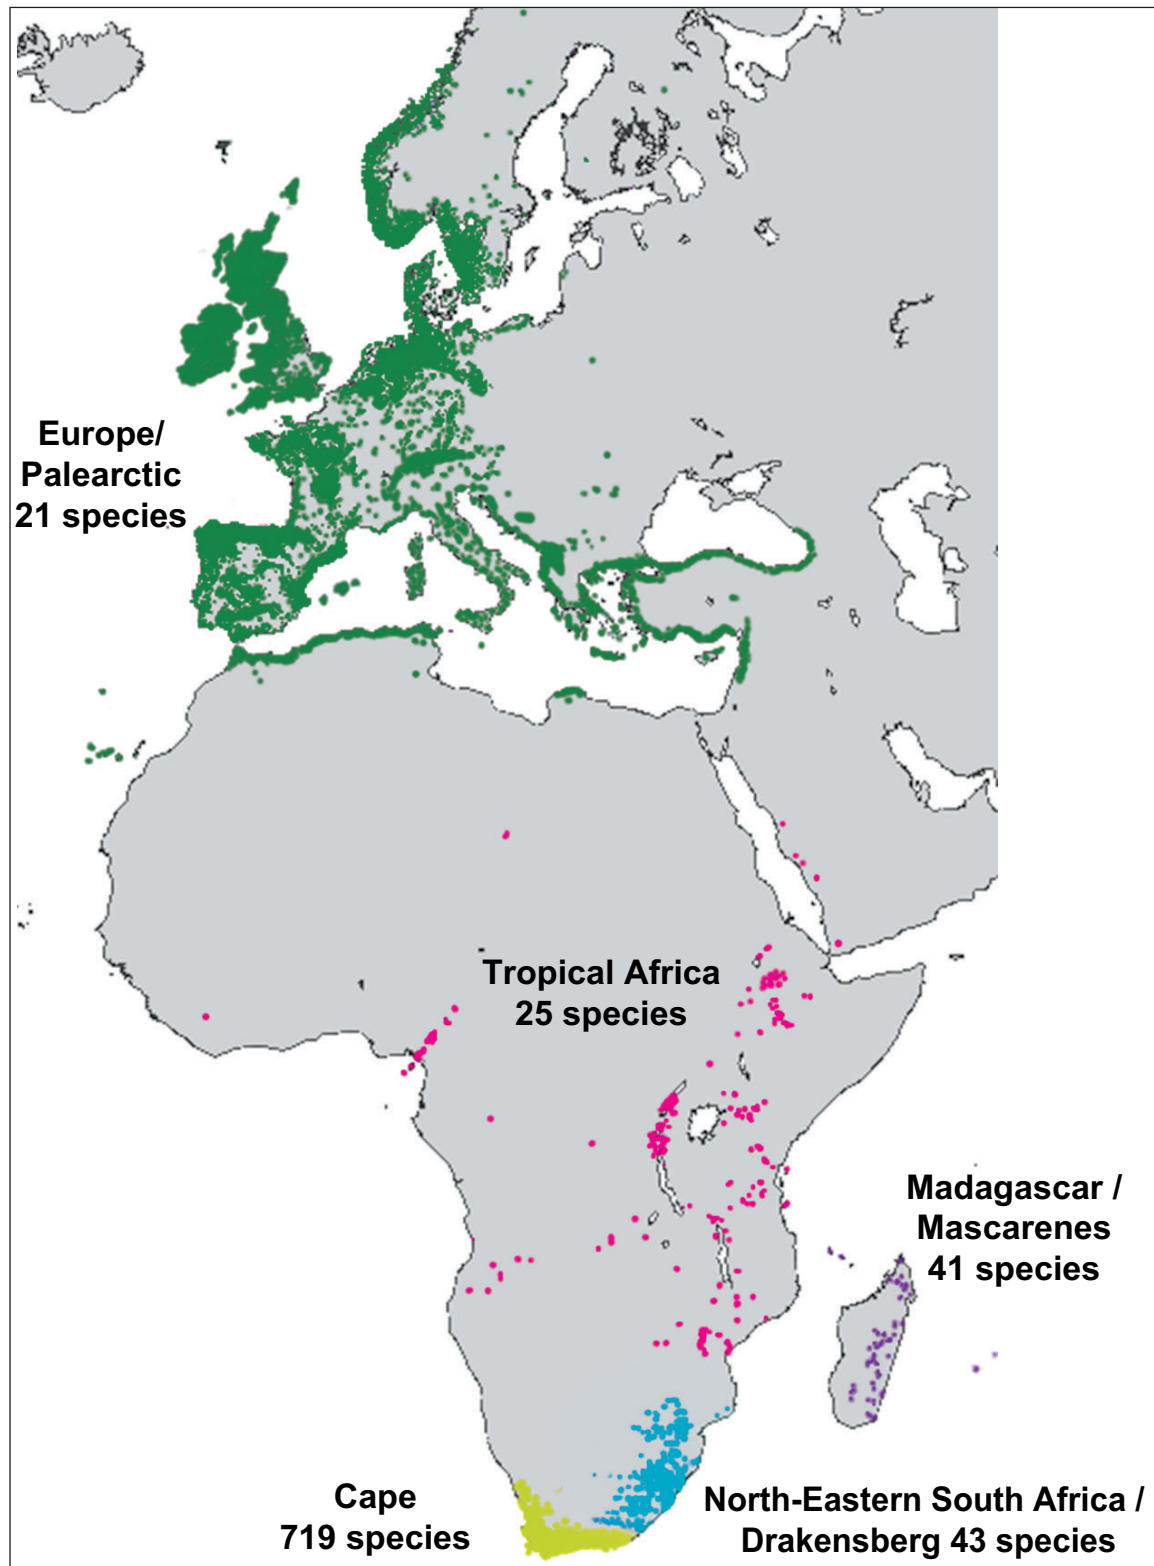 Europe/
Palearctic
21 species
Tropical Africa
25 species
Madagascar /
Mascarenes
41 species
Cape
719 species
North-Eastern South Africa /
Drakensberg 43 species